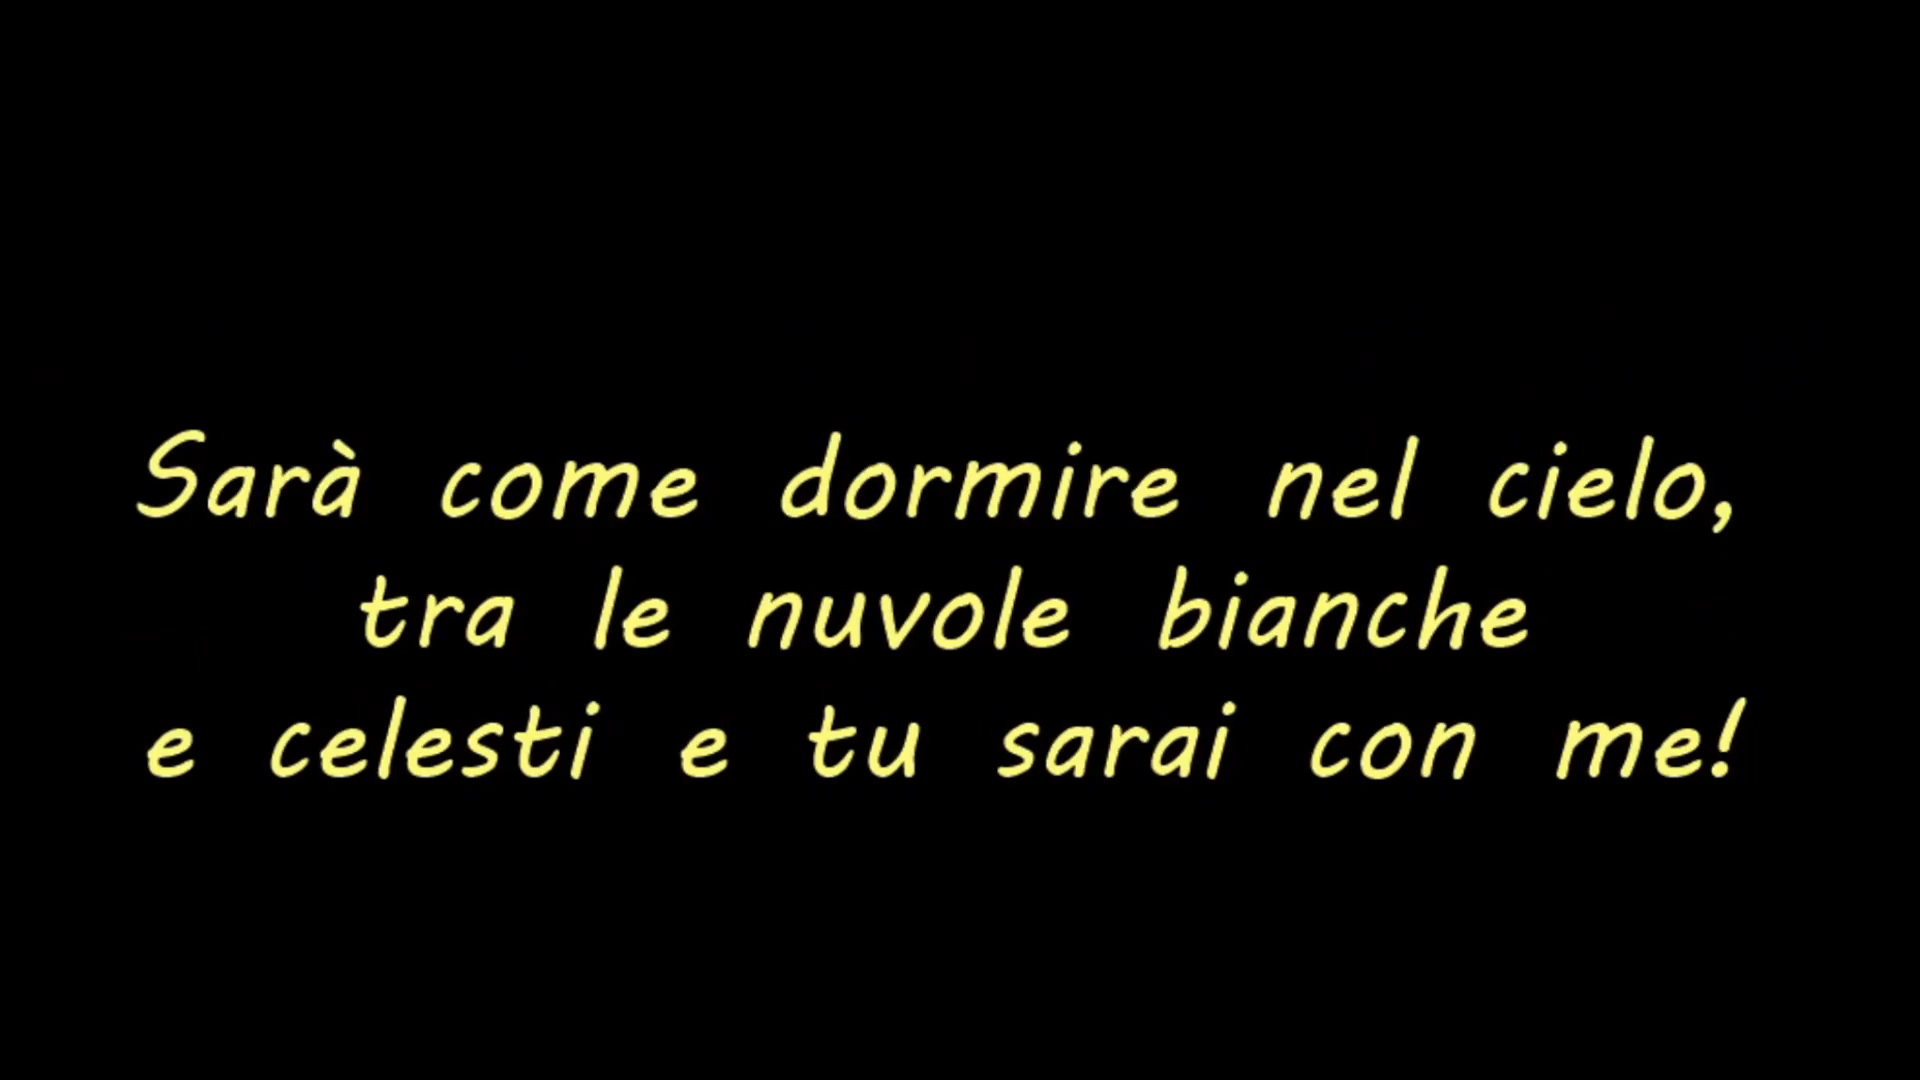 Sarà come dormire nel cielo,
tra le nuvole bianche
e celesti e tu sarai con me!